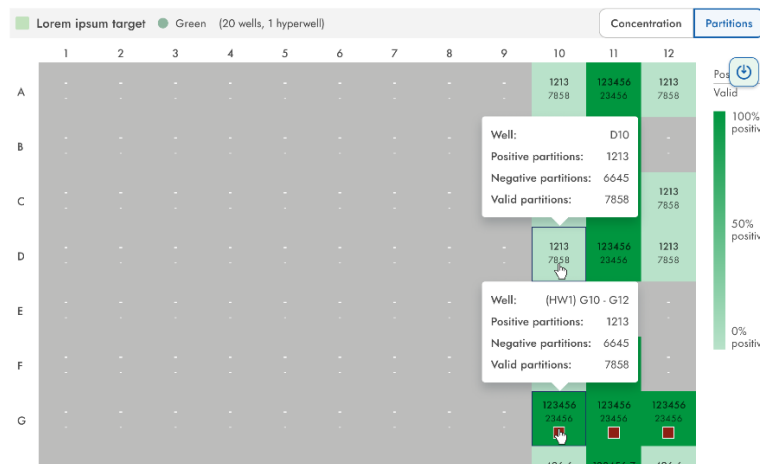 Lorem ipsum target Green (20 wells, 1 hyperwell) Concentration Partitions
1 2 3 4 5 6 7 8 9 10 11 12
A - - - - - - - - - 1213 123456 1213
- - - - - - - - - 7858 23456 7858
Pos
Valid
100%
positiv
B - - - - - - - - - -
- - - - - - - - - -
Well: D10
Positive partitions: 1213
Negative partitions: 6645
Valid partitions: 7858
C - - - - - - - - - 1213
- - - - - - - - - 7858
50%
positiv
D - - - - - - - - - 1213 123456 1213
- - - - - - - - - 7858 23456 7858
E - - - - - - - - - -
- - - - - - - - - -
Well: (HW1) G10 - G12
Positive partitions: 1213
Negative partitions: 6645
Valid partitions: 7858
0%
positiv
F - - - - - - - - - -
- - - - - - - - - -
G - - - - - - - - - 123456 123456 123456
- - - - - - - - - 23456 23456 23456